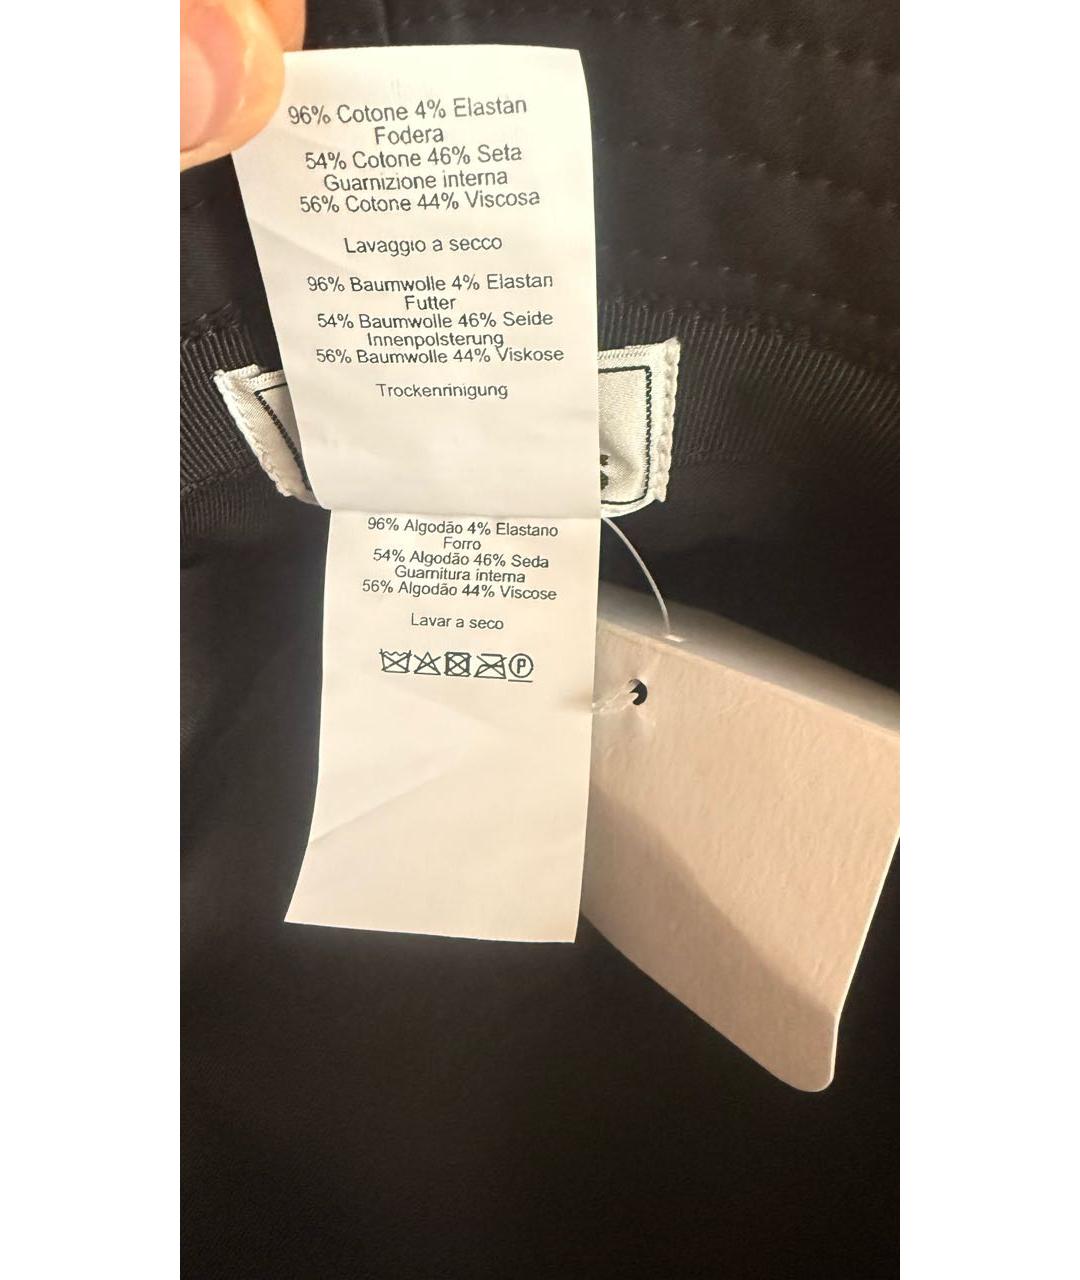 96% Cotone 4% Elastan
Fodera
54% Cotone 46% Seta
Guarnizione interna
56% Cotone 44% Viscosa
Lavaggio a secco
96% Baumwolle 4% Elastan
Futter
54% Baumwolle 46% Seide
Innenpolsterung
56% Baumwolle 44% Viskose
Trockenrinigung
96% Algodão 4% Elastano
Forro
54% Algodão 46% Seda
Guarnitura interna
56% Algodão 44% Viscose
Lavar a seco
P